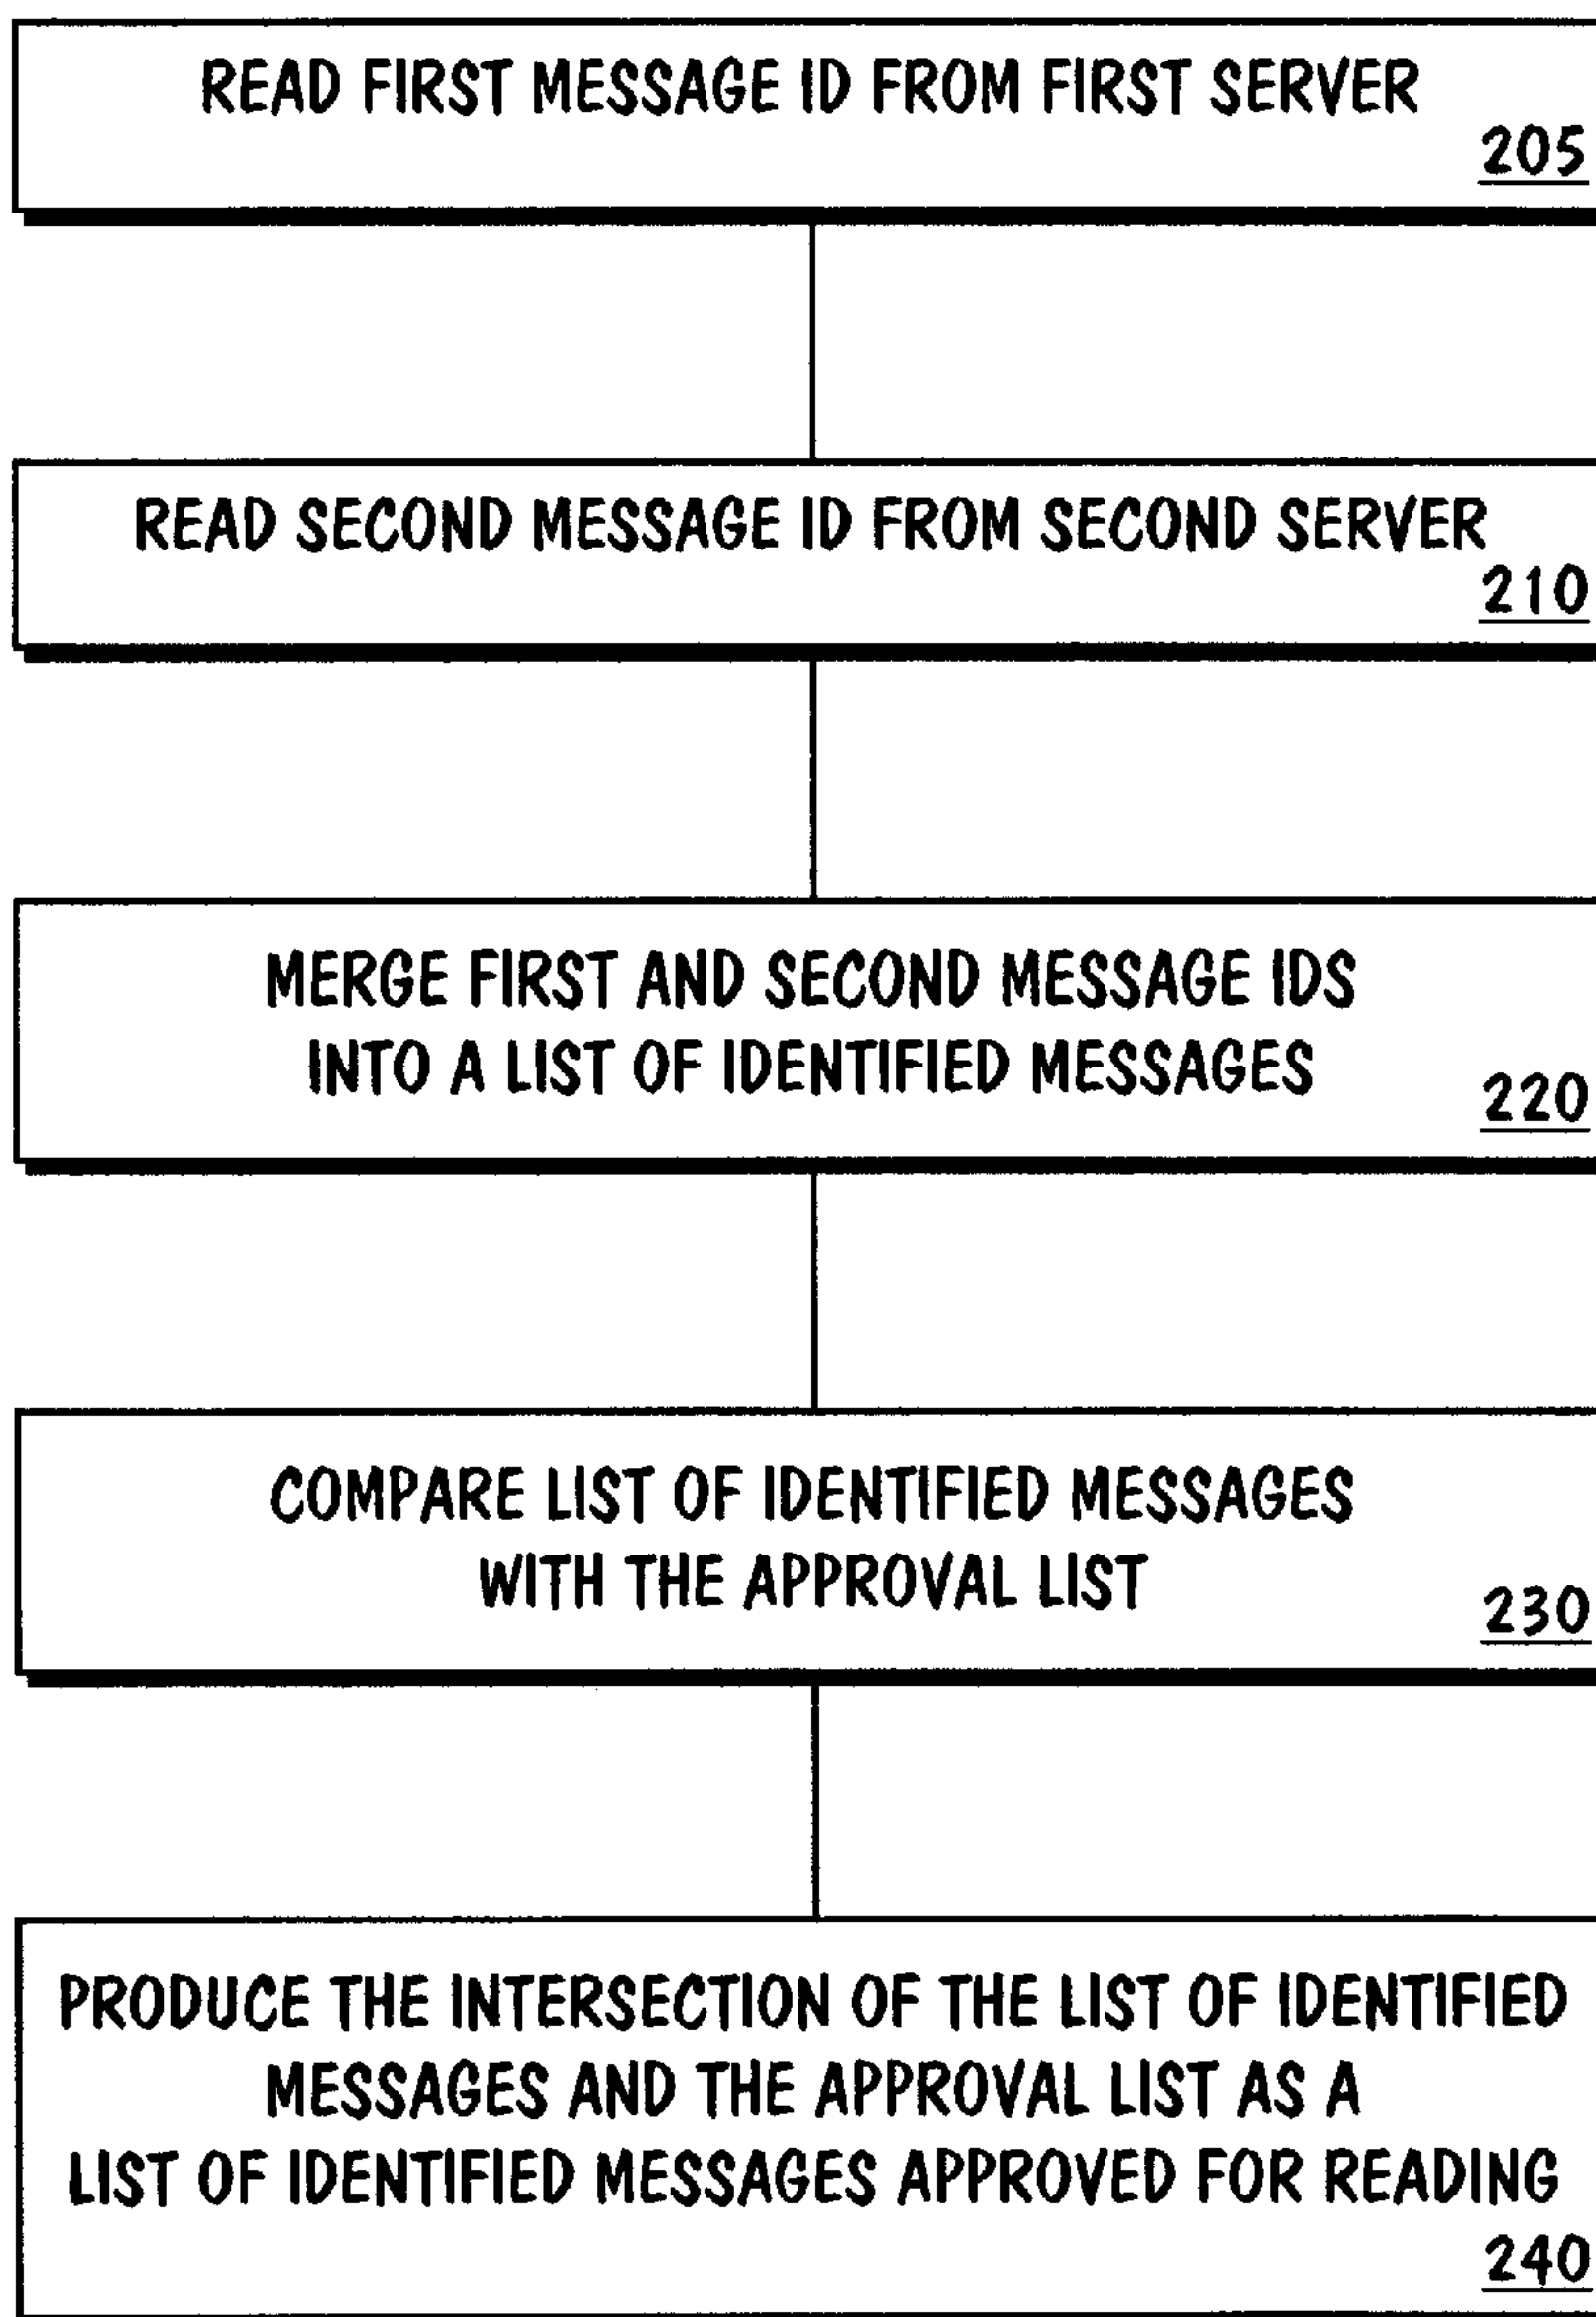 READ FIRST MESSAGE ID FROM FIRST SERVER
205
READ SECOND MESSAGE ID FROM SECOND SERVER
210
MERGE FIRST AND SECOND MESSAGE IDS
INTO A LIST OF IDENTIFIED MESSAGES
220
COMPARE LIST OF IDENTIFIED MESSAGES
WITH THE APPROVAL LIST
230
PRODUCE THE INTERSECTION OF THE LIST OF IDENTIFIED
MESSAGES AND THE APPROVAL LIST AS A
LIST OF IDENTIFIED MESSAGES APPROVED FOR READING
240